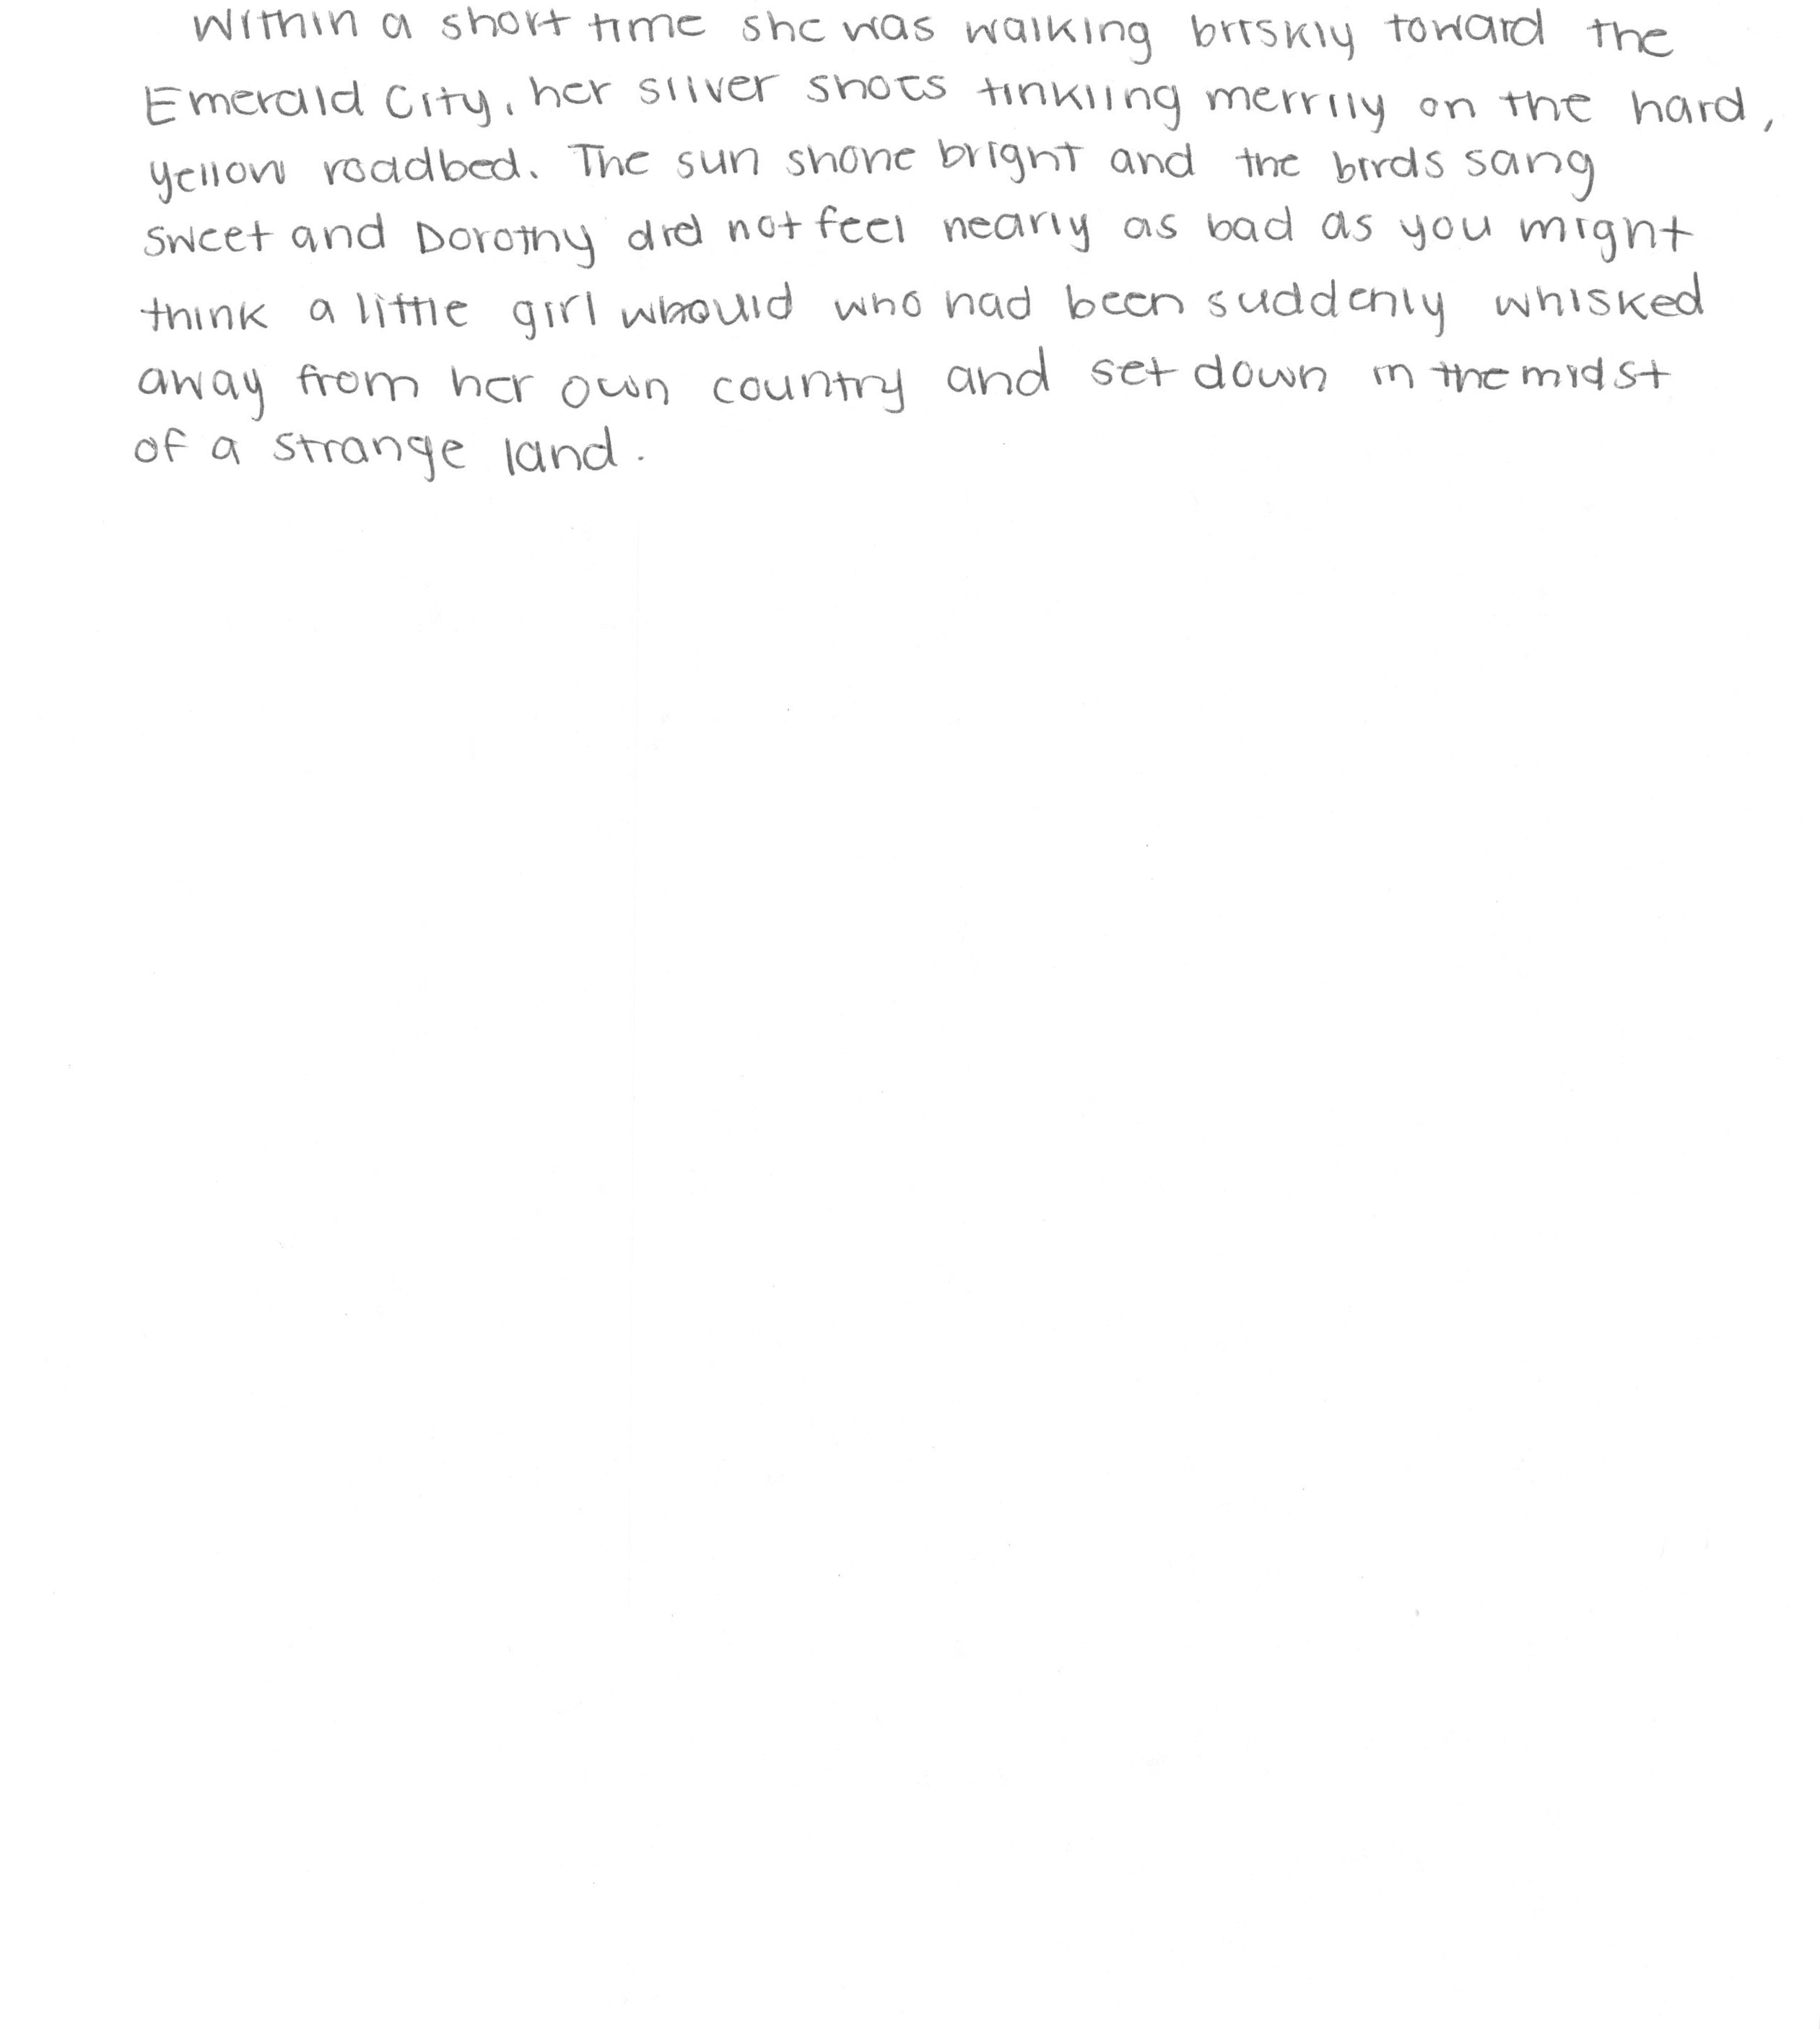 Within a short time she was walking briskly toward the
Emerald City, her silver shoes tinkling merrily on the hard,
yellow roadbed. The sun shone bright and the birds sang
sweet and Dorothy did not feel nearly as bad as you might
think a little girl whould who had been suddenly whisked
away from her own country and set down in the midst
of a strange land.